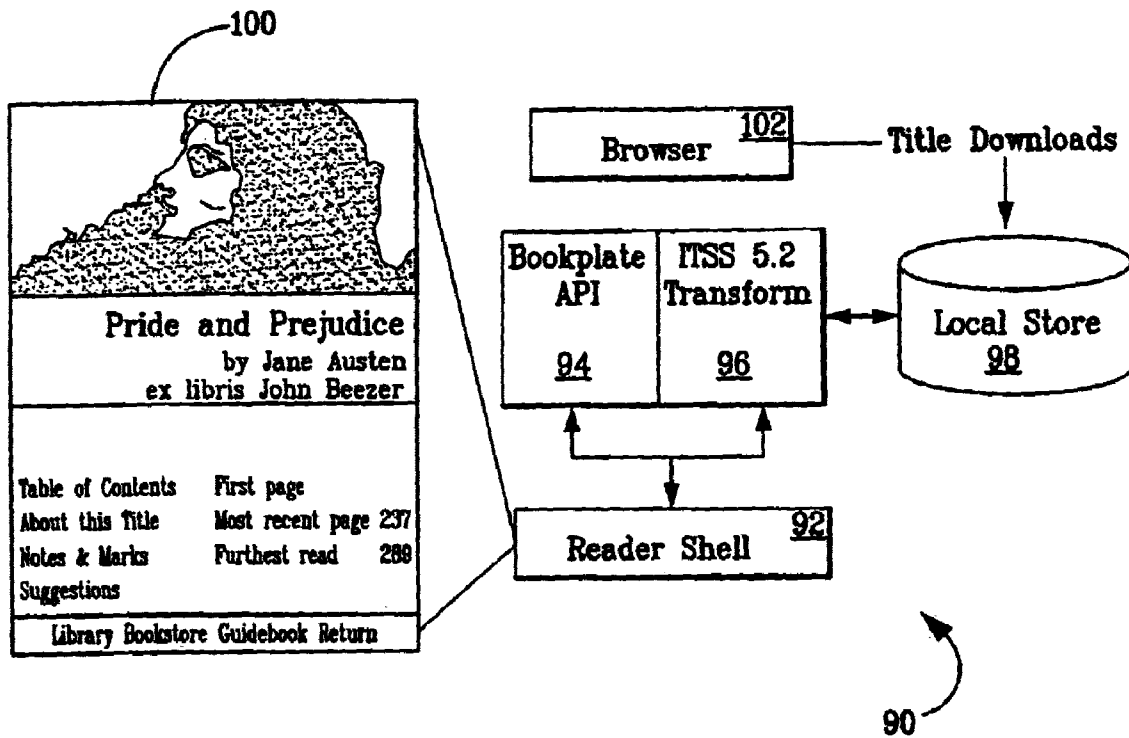 100
Pride and Prejudice
by Jane Austen
ex libris John Beezer
Table of Contents First page
About this Title Most recent page 237
Notes & Marks Furthest read 269
Suggestions
Library Bookstore Guidebook Return
Browser 102
Title Downloads
Bookplate API 94
ITSS 5.2 Transform 96
Local Store
98
Reader Shell 92
90